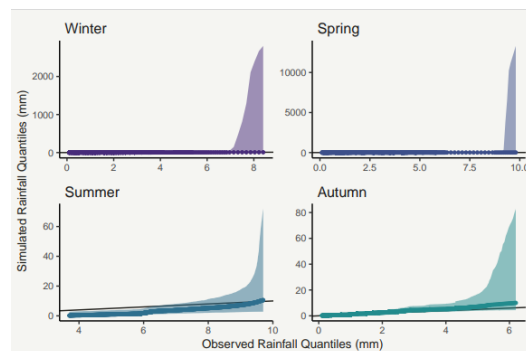 Winter
Spring
2000
1000
0
0 2 4 6 8
10000
5000
0
0.0 2.5 5.0 7.5 10.0
Summer
Autumn
60
40
20
0
4 6 8 10
80
60
40
20
0
0 2 4 6
Simulated Rainfall Quantiles (mm)
Observed Rainfall Quantiles (mm)